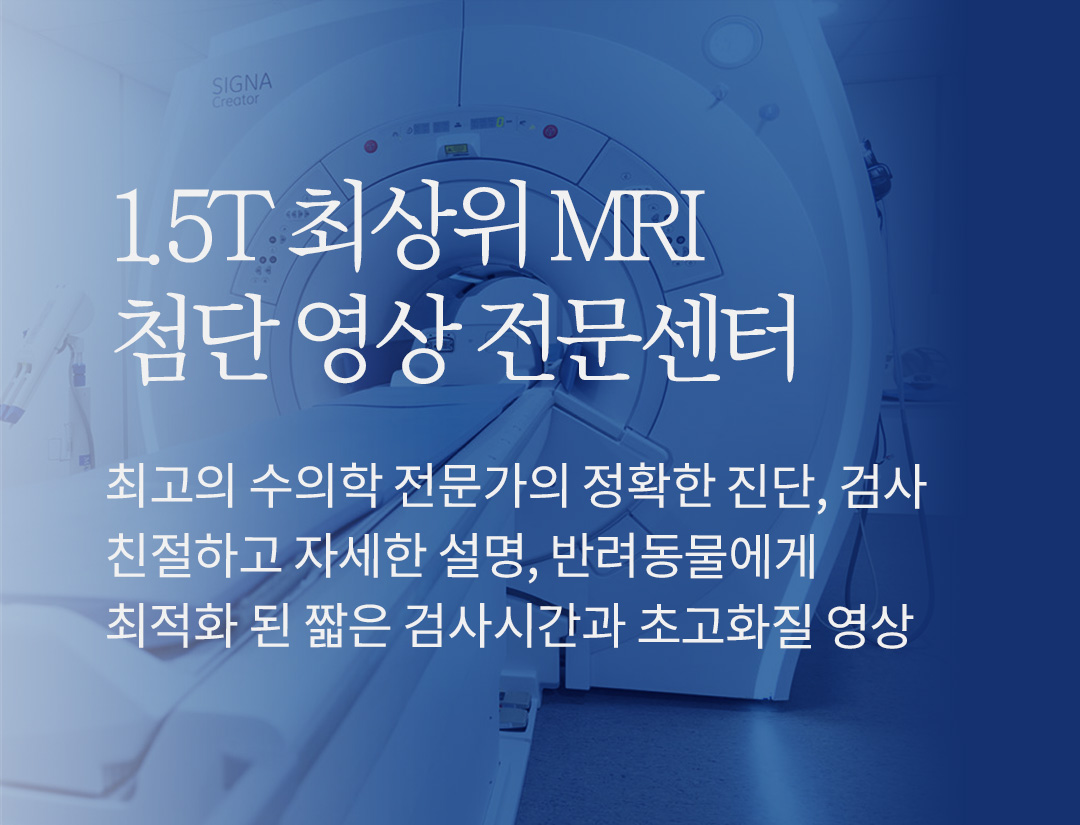 SIGNA
Creator
1.5T 최상위 MRI
첨단 영상 전문센터
최고의 수의학 전문가의 정확한 진단, 검사
친절하고 자세한 설명, 반려동물에게
최적화 된 짧은 검사시간과 초고화질 영상